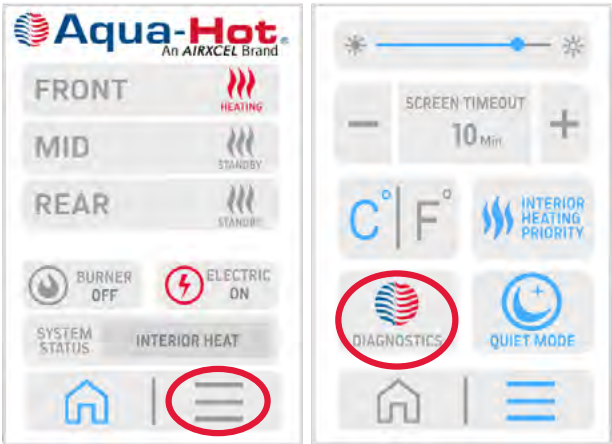 Aqua-Hot®
An AIRXCEL Brand
FRONT
HEATING
MID
STANDBY
REAR
STANDBY
BURNER
OFF
ELECTRIC
ON
SYSTEM
STATUS
INTERIOR HEAT
SCREEN TIMEOUT
10 Min
C°|F°
INTERIOR
HEATING
PRIORITY
DIAGNOSTICS
QUIET MODE